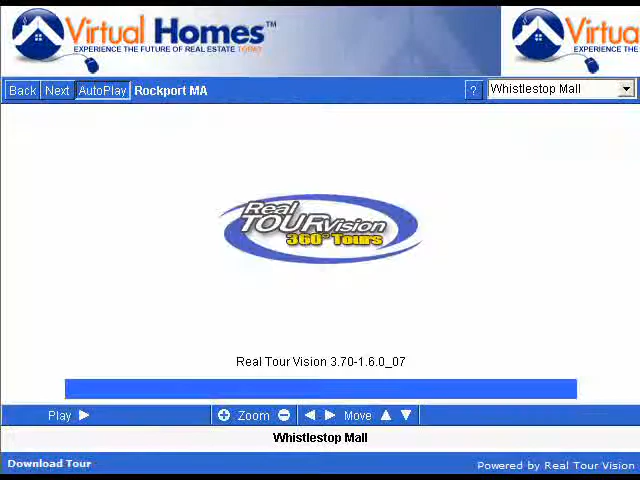 Virtual Homes™
EXPERIENCE THE FUTURE OF REAL ESTATE TODAY
Virtua
EXPERIENCE THE
Back Next AutoPlay Rockport MA ? Whistlestop Mall
Real
TOURVision
360° Tours
Real Tour Vision 3.70-1.6.0_07
Play Zoom Move
Whistlestop Mall
Download Tour
Powered by Real Tour Vision